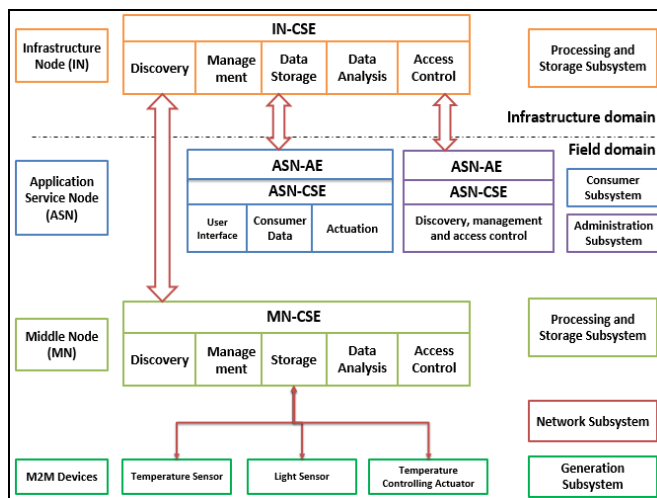 IN-CSE
Infrastructure
Node (IN)
Discovery
Manage
ment
Data
Storage
Data
Analysis
Access
Control
Processing and
Storage Subsystem
Infrastructure domain
Field domain
Application
Service Node
(ASN)
ASN-AE
ASN-CSE
User
Interface
Consumer
Data
Actuation
ASN-AE
ASN-CSE
Discovery, management
and access control
Consumer
Subsystem
Administration
Subsystem
Middle Node
(MN)
MN-CSE
Discovery
Manage
ment
Storage
Data
Analysis
Access
Control
Processing and
Storage Subsystem
Network Subsystem
M2M Devices
Temperature Sensor
Light Sensor
Temperature
Controlling Actuator
Generation
Subsystem